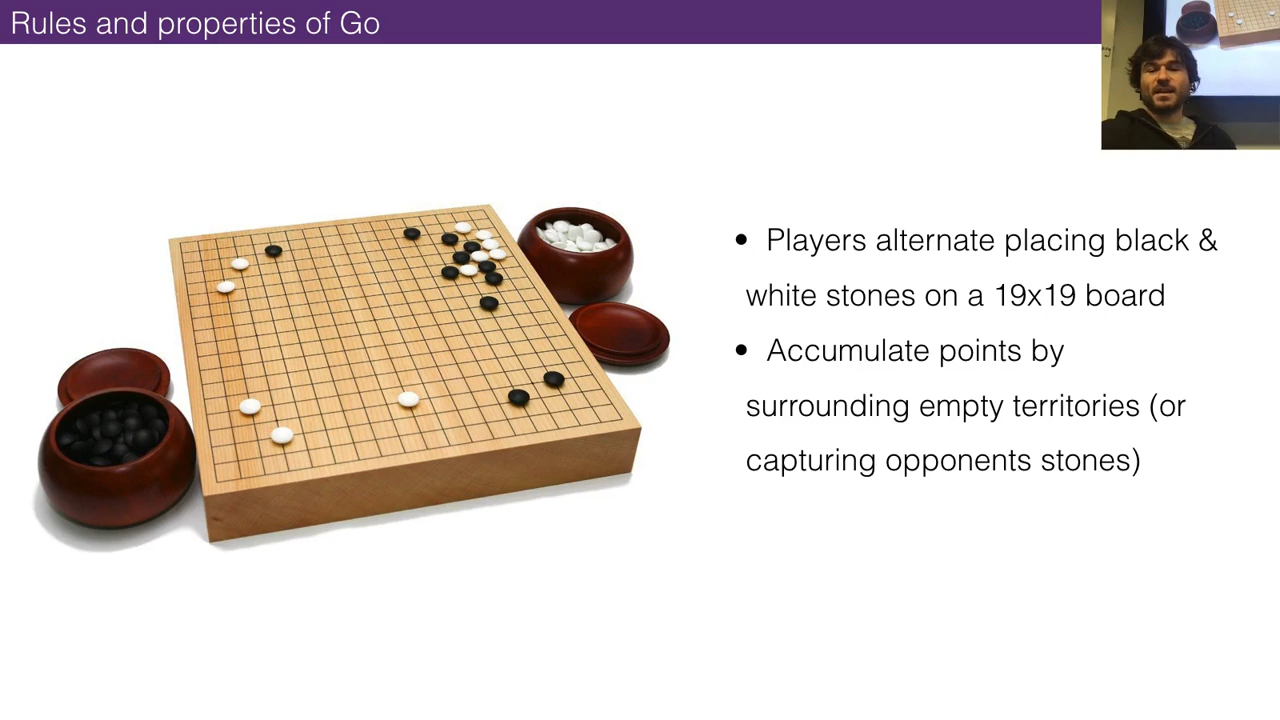 Rules and properties of Go
• Players alternate placing black &
white stones on a 19x19 board
• Accumulate points by
surrounding empty territories (or
capturing opponents stones)